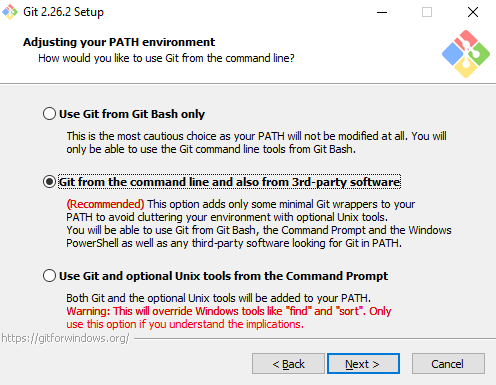 Git 2.26.2 Setup
Adjusting your PATH environment
How would you like to use Git from the command line?
Use Git from Git Bash only
This is the most cautious choice as your PATH will not be modified at all. You will
only be able to use the Git command line tools from Git Bash.
Git from the command line and also from 3rd-party software
(Recommended) This option adds only some minimal Git wrappers to your
PATH to avoid cluttering your environment with optional Unix tools.
You will be able to use Git from Git Bash, the Command Prompt and the Windows
PowerShell as well as any third-party software looking for Git in PATH.
Use Git and optional Unix tools from the Command Prompt
Both Git and the optional Unix tools will be added to your PATH.
Warning: This will override Windows tools like "find" and "sort". Only
use this option if you understand the implications.
https://gitforwindows.org/
< Back
Next >
Cancel